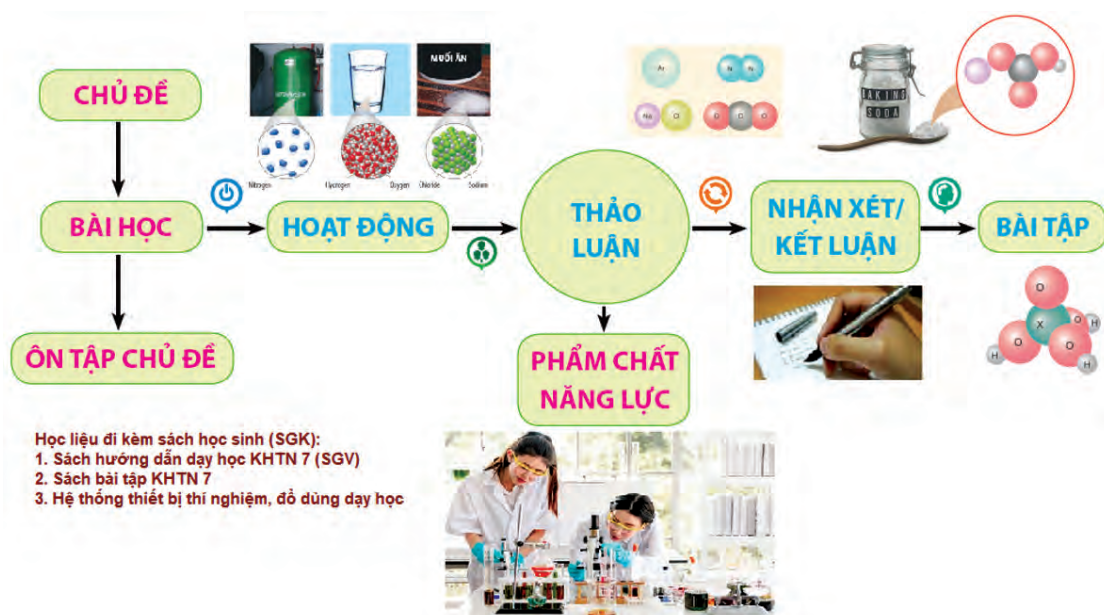 CHỦ ĐỀ
BÀI HỌC
ÔN TẬP CHỦ ĐỀ
HOẠT ĐỘNG
MUỐI ĂN
Nitrogen
Hydrogen
Oxygen
Chloride
Sodium
THẢO
LUẬN
Ar
N N
Na Cl
O C O
BAKING
SODA
H
NHẬN XÉT/
KẾT LUẬN
BÀI TẬP
O
X
O H
O
O
H
H
PHẨM CHẤT
NĂNG LỰC
Học liệu đi kèm sách học sinh (SGK):
1. Sách hướng dẫn dạy học KHTN 7 (SGV)
2. Sách bài tập KHTN 7
3. Hệ thống thiết bị thí nghiệm, đồ dùng dạy học